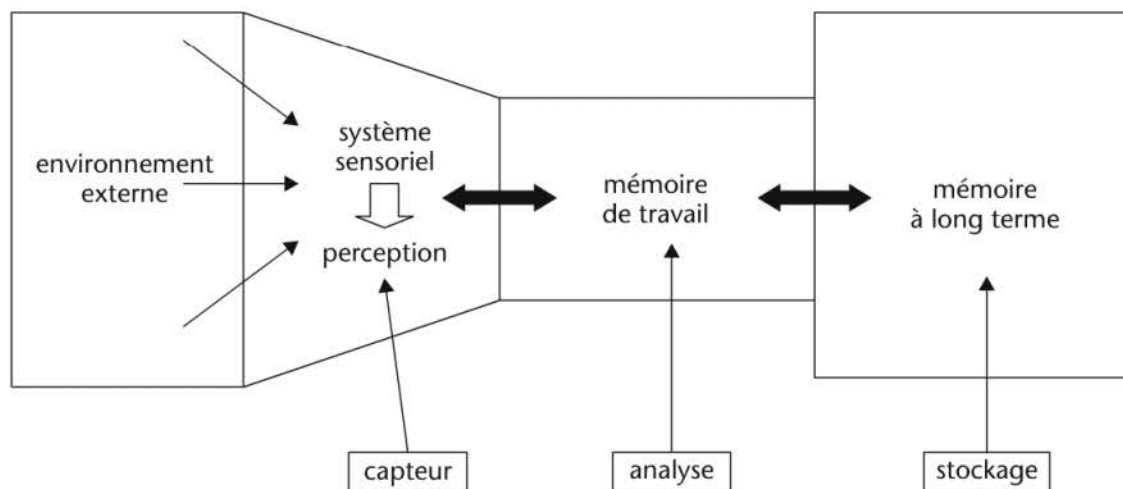 environnement
externe
système
sensoriel
perception
mémoire
de travail
mémoire
à long terme
capteur
analyse
stockage